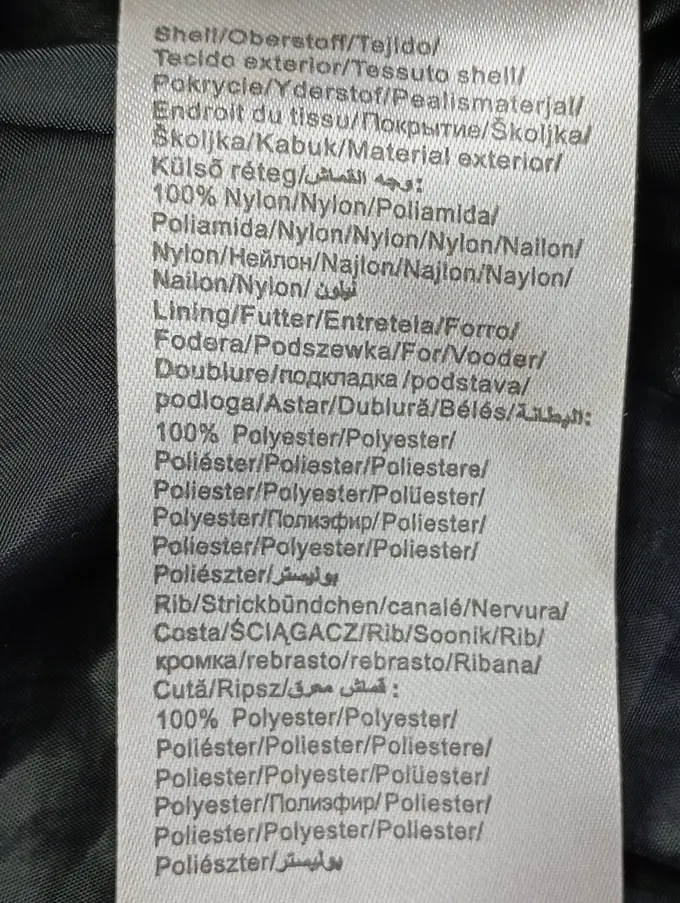 Shell/Oberstoff/Tejido/
Tecido exterior/Tessuto shell/
Pokrycie/Yderstof/Pealismaterjal/
Endroit du tissu/Покрытие/Školjka/
Školjka/Kabuk/Material exterior/
Külső réteg/وجه القماش:
100% Nylon/Nylon/Poliamida/
Poliamida/Nylon/Nylon/Nylon/Nailon/
Nylon/Нейлон/Najlon/Najlon/Naylon/
Nailon/Nylon/نيلون
Lining/Futter/Entretela/Forro/
Fodera/Podszewka/For/Vooder/
Doublure/подкладка/podstava/
podloga/Astar/Dublură/Bélés/البطانة:
100% Polyester/Polyester/
Poliéster/Poliester/Poliestere/
Poliester/Polyester/Polüester/
Polyester/Полиэфир/Poliester/
Poliester/Polyester/Poliester/
Poliészter/بوليستر
Rib/Strickbündchen/canalé/Nervura/
Costa/ŚCIĄGACZ/Rib/Soonik/Rib/
кромка/rebrasto/rebrasto/Ribana/
Cută/Ripsz/قماش معرق:
100% Polyester/Polyester/
Poliéster/Poliester/Poliestere/
Poliester/Polyester/Polüester/
Polyester/Полиэфир/Poliester/
Poliester/Polyester/Poliester/
Poliészter/بوليستر